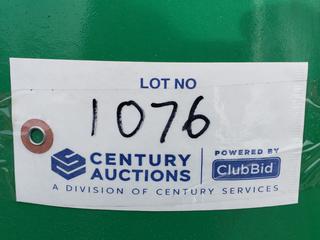 LOT NO
1076
CENTURY AUCTIONS
POWERED BY
ClubBid
A DIVISION OF CENTURY SERVICES